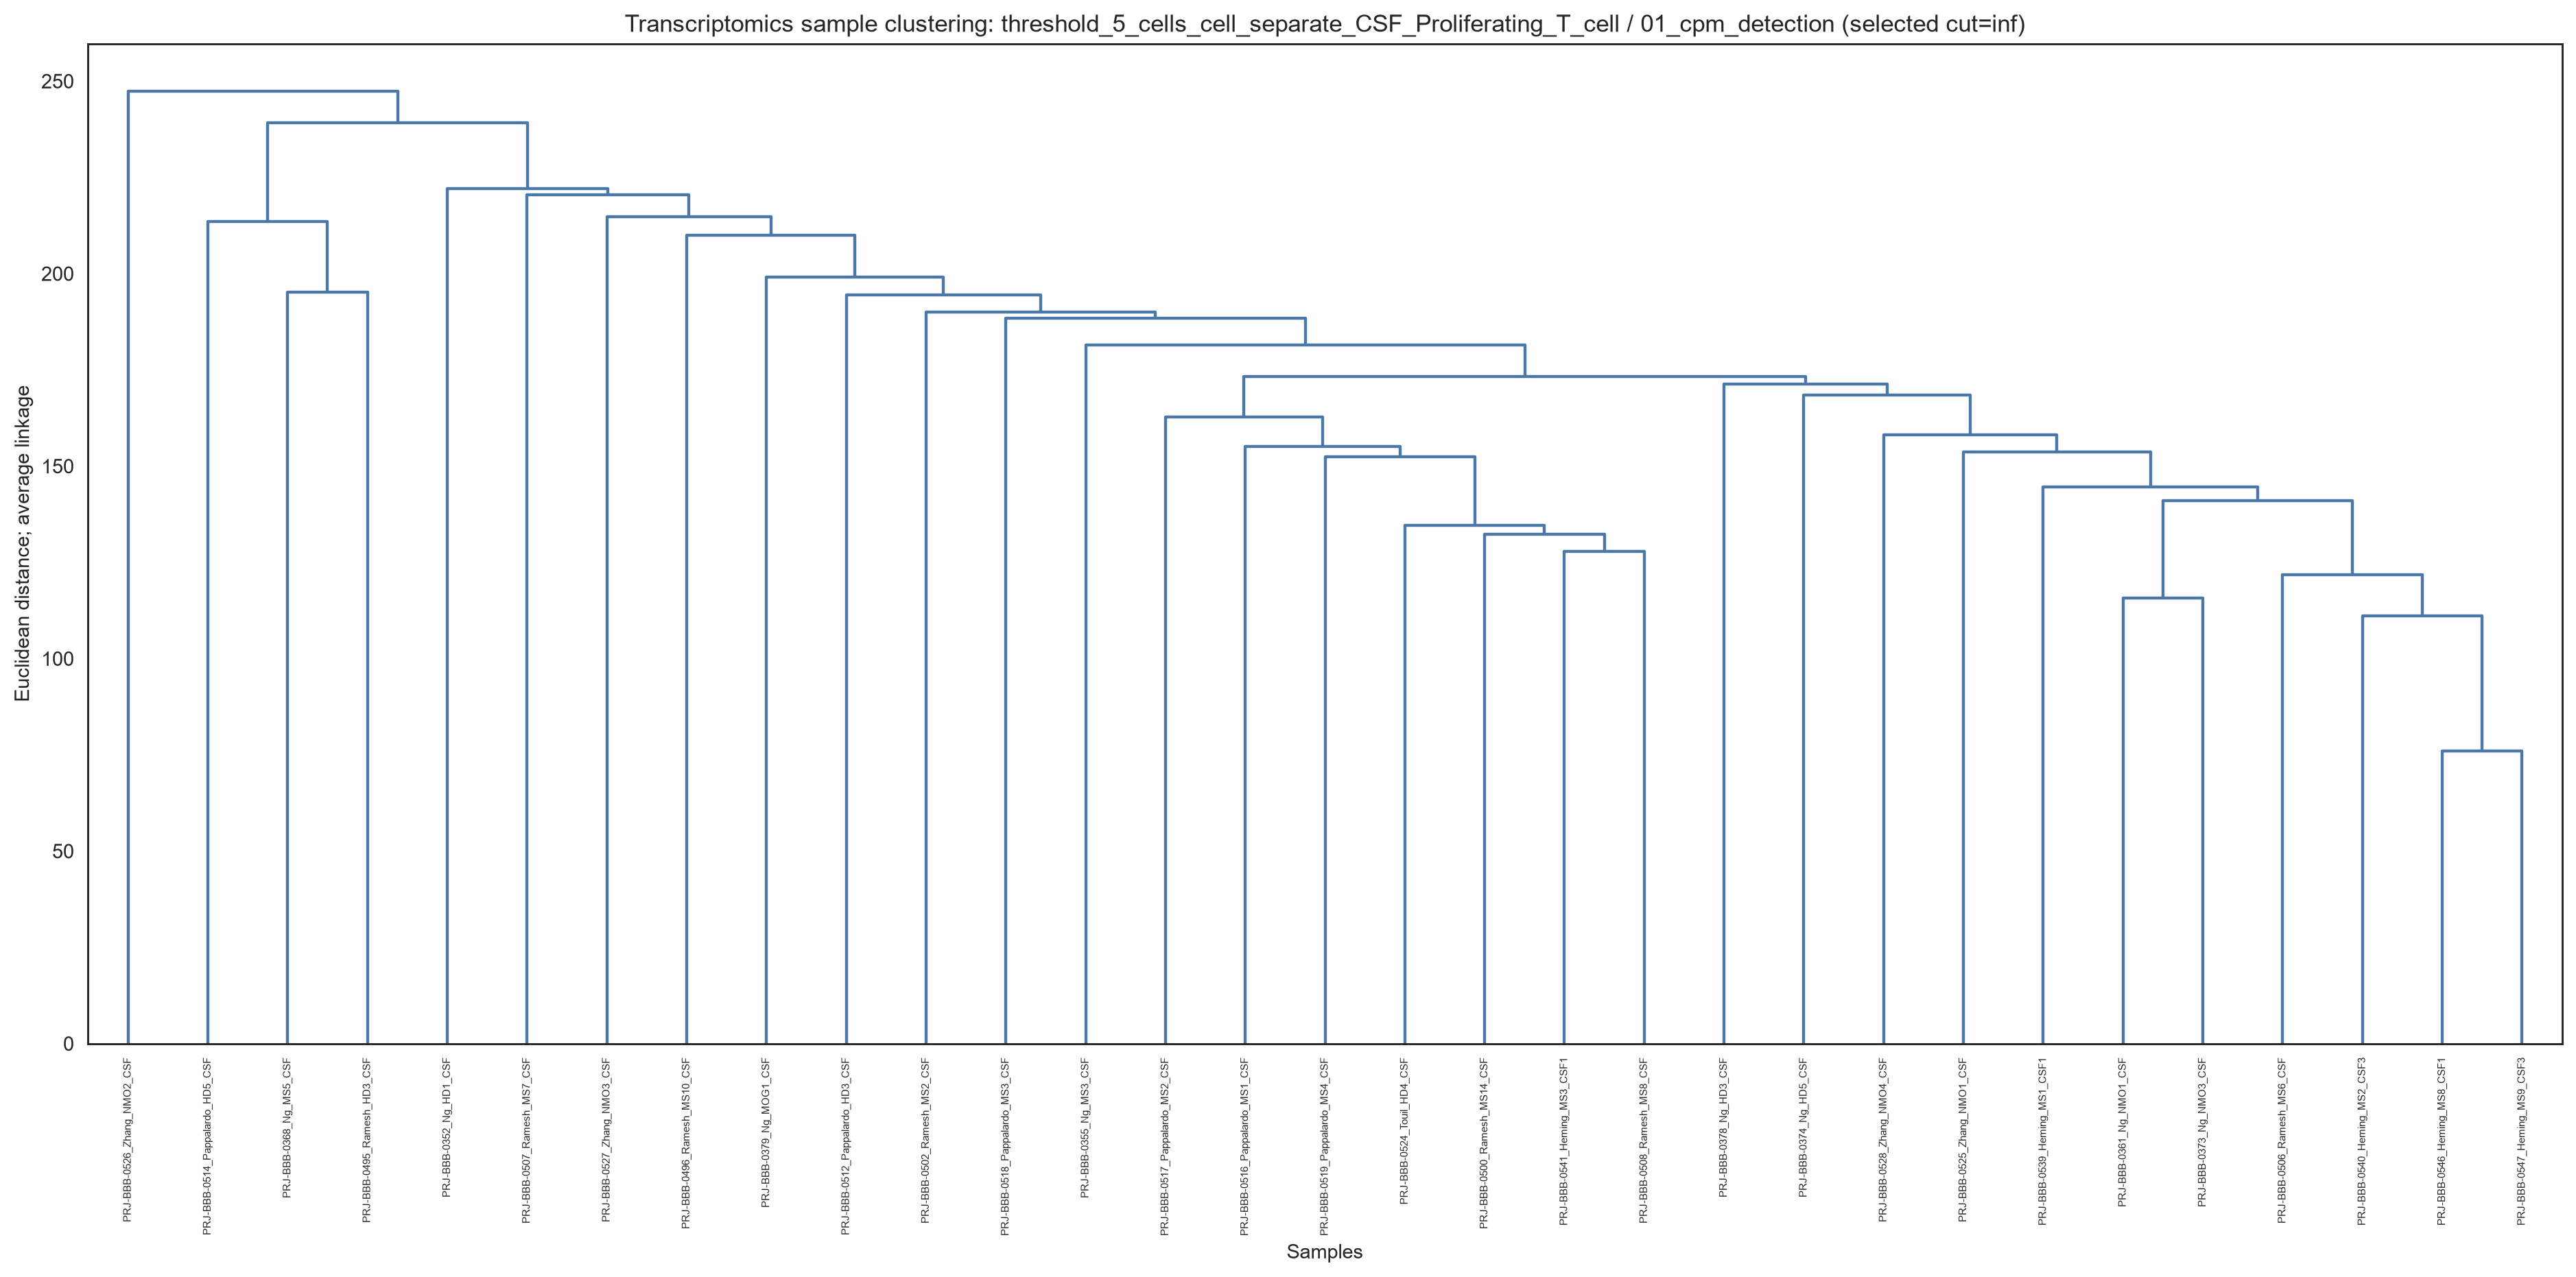 Transcriptomics sample clustering: threshold_5_cells_cell_separate_CSF_Proliferating_T_cell / 01_cpm_detection (selected cut=inf)
Euclidean distance; average linkage
250
200
150
100
50
0
PRJ-BBB-0526_Zhang_NMO2_CSF
PRJ-BBB-0514_Pappalardo_HD5_CSF
PRJ-BBB-0368_Ng_MS5_CSF
PRJ-BBB-0495_Ramesh_HD3_CSF
PRJ-BBB-0352_Ng_HD1_CSF
PRJ-BBB-0507_Ramesh_MS7_CSF
PRJ-BBB-0527_Zhang_NMO3_CSF
PRJ-BBB-0496_Ramesh_MS10_CSF
PRJ-BBB-0379_Ng_MOG1_CSF
PRJ-BBB-0512_Pappalardo_HD3_CSF
PRJ-BBB-0502_Ramesh_MS2_CSF
PRJ-BBB-0518_Pappalardo_MS3_CSF
PRJ-BBB-0355_Ng_MS3_CSF
PRJ-BBB-0517_Pappalardo_MS2_CSF
PRJ-BBB-0516_Pappalardo_MS1_CSF
PRJ-BBB-0519_Pappalardo_MS4_CSF
PRJ-BBB-0524_Touil_HD4_CSF
PRJ-BBB-0500_Ramesh_MS14_CSF
PRJ-BBB-0541_Heming_MS3_CSF1
PRJ-BBB-0508_Ramesh_MS8_CSF
PRJ-BBB-0378_Ng_HD3_CSF
PRJ-BBB-0374_Ng_HD5_CSF
PRJ-BBB-0528_Zhang_NMO4_CSF
PRJ-BBB-0525_Zhang_NMO1_CSF
PRJ-BBB-0539_Heming_MS1_CSF1
PRJ-BBB-0361_Ng_NMO1_CSF
PRJ-BBB-0373_Ng_NMO3_CSF
PRJ-BBB-0506_Ramesh_MS6_CSF
PRJ-BBB-0540_Heming_MS2_CSF3
PRJ-BBB-0546_Heming_MS8_CSF1
PRJ-BBB-0547_Heming_MS9_CSF3
Samples